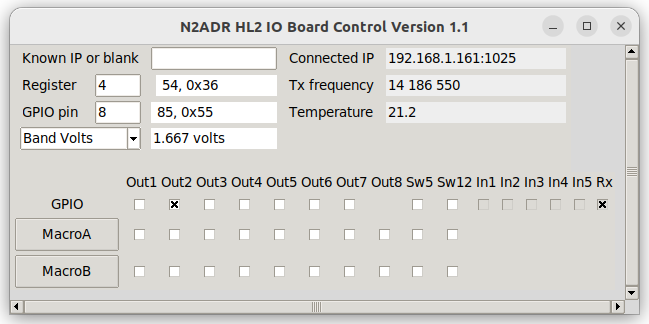 N2ADR HL2 IO Board Control Version 1.1
Known IP or blank Connected IP 192.168.1.161:1025
Register 4 54, 0x36 Tx frequency 14 186 550
GPIO pin 8 85, 0x55 Temperature 21.2
Band Volts 1.667 volts
Out1 Out2 Out3 Out4 Out5 Out6 Out7 Out8 Sw5 Sw12 In1 In2 In3 In4 In5 Rx
GPIO
MacroA
MacroB